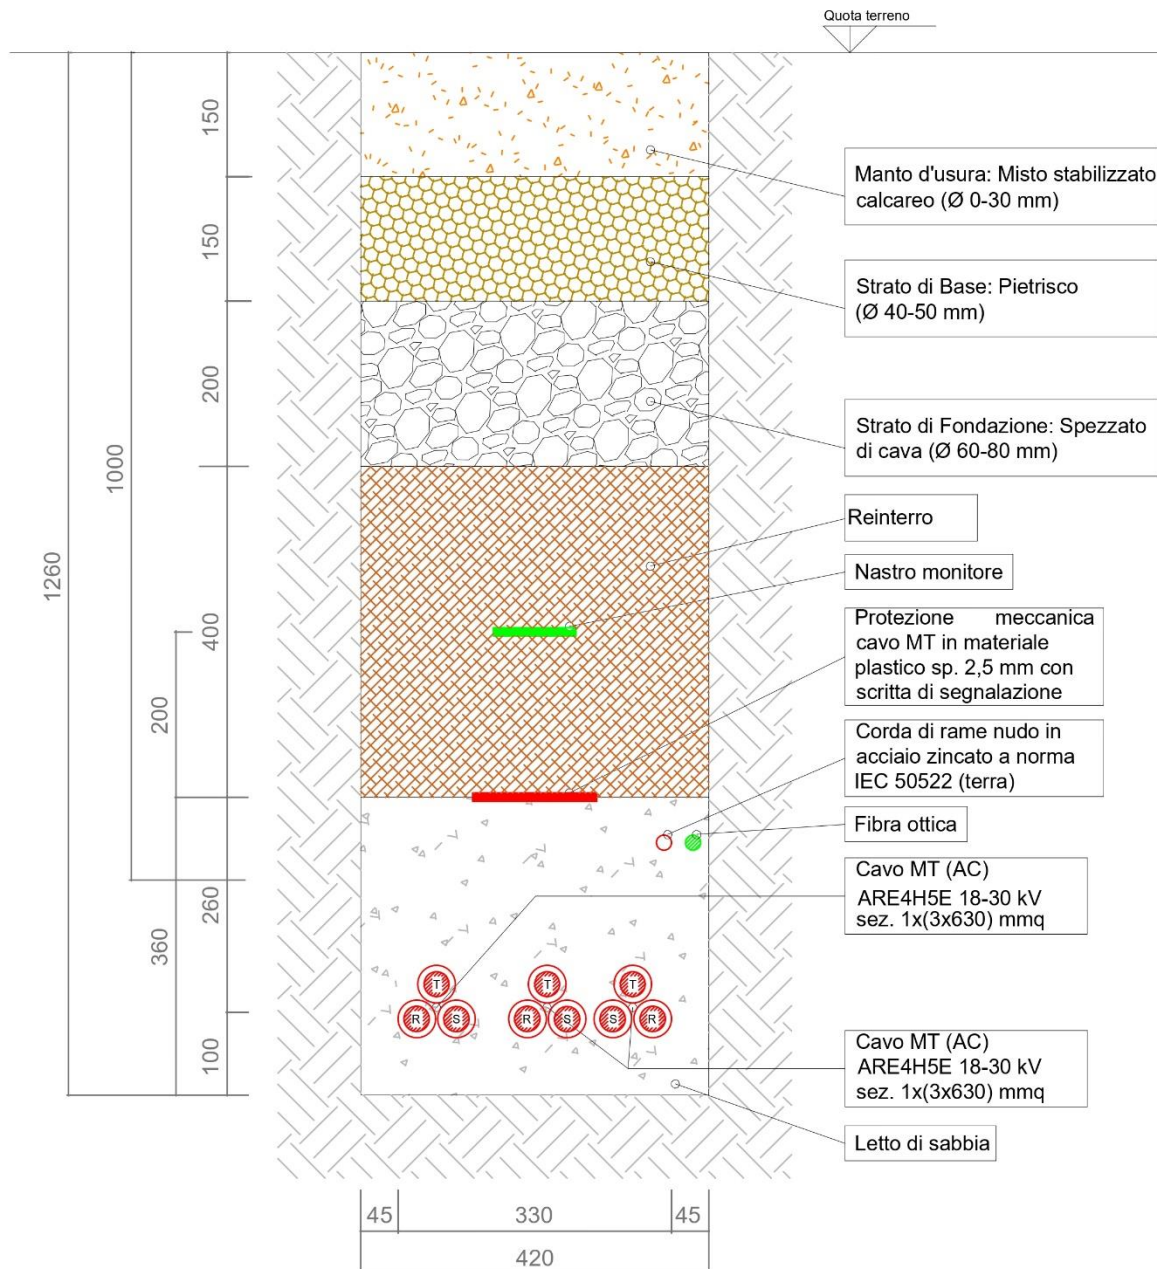 Quota terreno
150
150
200
1000
1260
400
200
260
360
100
Manto d'usura: Misto stabilizzato
calcareo (Ø 0-30 mm)
Strato di Base: Pietrisco
(Ø 40-50 mm)
Strato di Fondazione: Spezzato
di cava (Ø 60-80 mm)
Reinterro
Nastro monitore
Protezione meccanica
cavo MT in materiale
plastico sp. 2,5 mm con
scritta di segnalazione
Corda di rame nudo in
acciaio zincato a norma
IEC 50522 (terra)
Fibra ottica
Cavo MT (AC)
ARE4H5E 18-30 kV
sez. 1x(3x630) mmq
T T T
R S R S S R
Cavo MT (AC)
ARE4H5E 18-30 kV
sez. 1x(3x630) mmq
Letto di sabbia
45 330 45
420